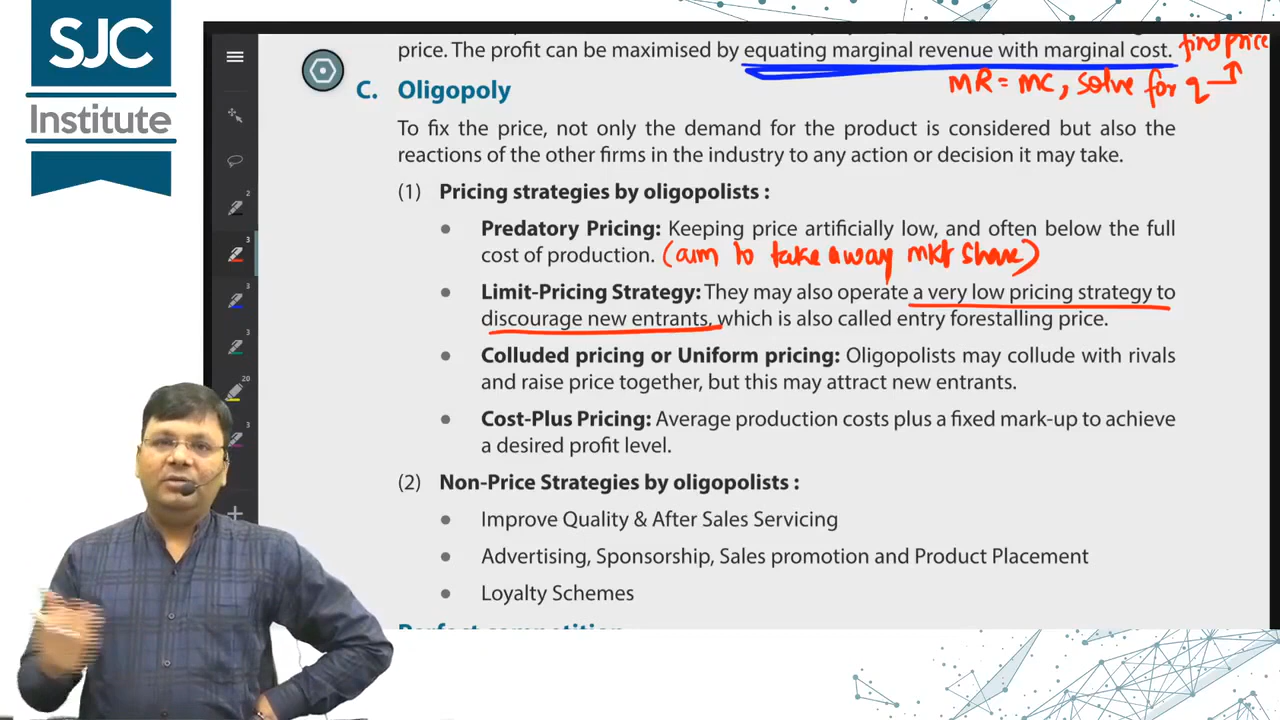 SJC
Institute
price. The profit can be maximised by equating marginal revenue with marginal cost. find price
MR = MC, solve for q
C. Oligopoly
To fix the price, not only the demand for the product is considered but also the
reactions of the other firms in the industry to any action or decision it may take.
(1) Pricing strategies by oligopolists :
● Predatory Pricing: Keeping price artificially low, and often below the full
cost of production. (aim to take away mkt share)
● Limit-Pricing Strategy: They may also operate a very low pricing strategy to
discourage new entrants, which is also called entry forestalling price.
● Colluded pricing or Uniform pricing: Oligopolists may collude with rivals
and raise price together, but this may attract new entrants.
● Cost-Plus Pricing: Average production costs plus a fixed mark-up to achieve
a desired profit level.
(2) Non-Price Strategies by oligopolists :
● Improve Quality & After Sales Servicing
● Advertising, Sponsorship, Sales promotion and Product Placement
● Loyalty Schemes
Perfect competition
2
3
3
3
20
3